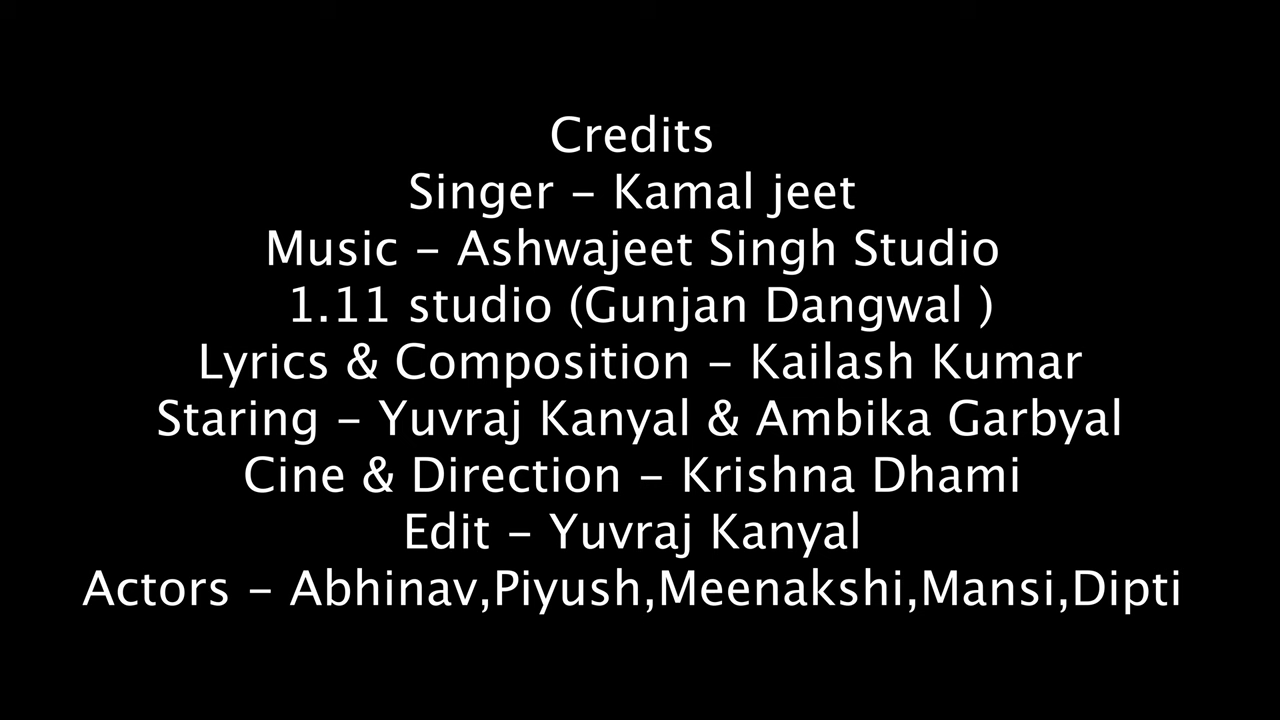 Credits
Singer - Kamal jeet
Music - Ashwajeet Singh Studio
1.11 studio (Gunjan Dangwal )
Lyrics & Composition - Kailash Kumar
Staring - Yuvraj Kanyal & Ambika Garbyal
Cine & Direction - Krishna Dhami
Edit - Yuvraj Kanyal
Actors - Abhinav,Piyush,Meenakshi,Mansi,Dipti